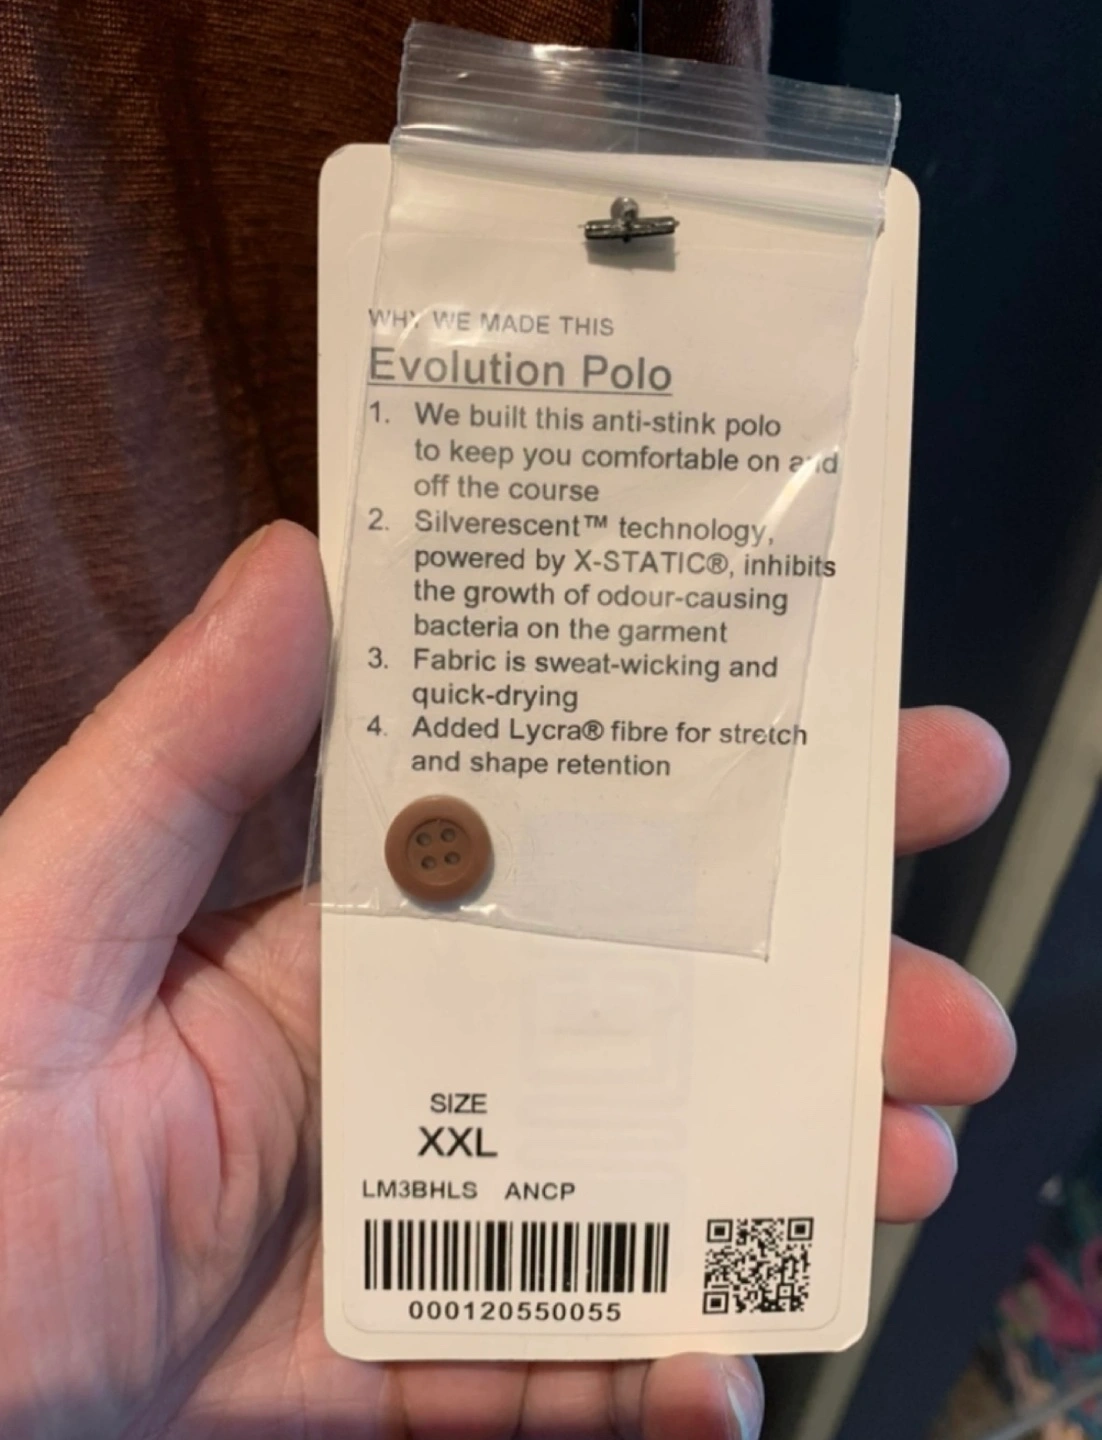 WHY WE MADE THIS
Evolution Polo
1. We built this anti-stink polo
to keep you comfortable on and
off the course
2. Silverescent™ technology,
powered by X-STATIC®, inhibits
the growth of odour-causing
bacteria on the garment
3. Fabric is sweat-wicking and
quick-drying
4. Added Lycra® fibre for stretch
and shape retention
SIZE
XXL
LM3BHLS ANCP
000120550055